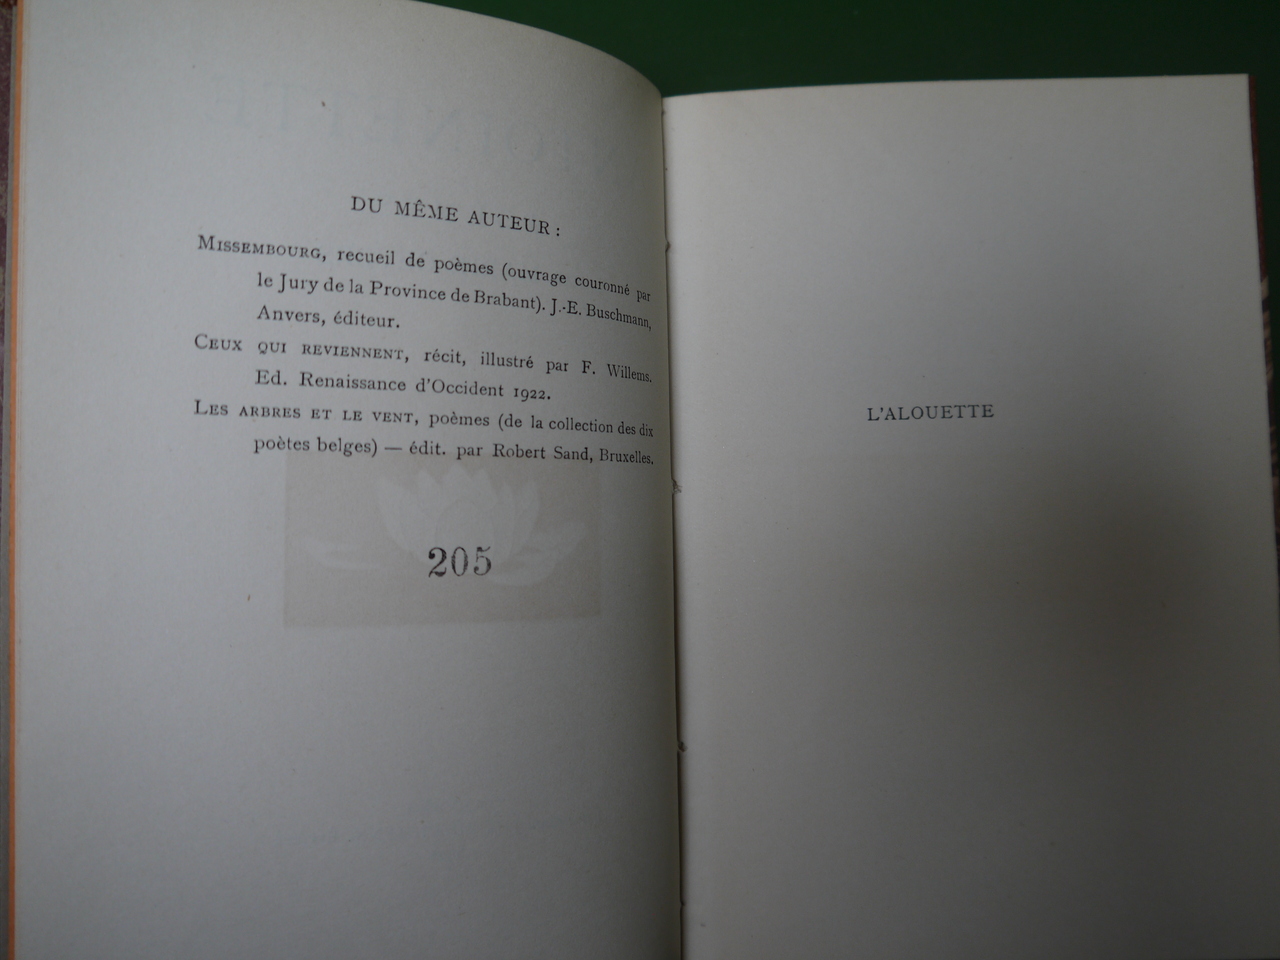 DU MÊME AUTEUR :
Missembourg, recueil de poèmes (ouvrage couronné par
le Jury de la Province de Brabant). J.-E. Buschmann,
Anvers, éditeur.
Ceux qui reviennent, récit, illustré par F. Willems.
Ed. Renaissance d'Occident 1922.
Les arbres et le vent, poèmes (de la collection des dix
poètes belges) — édit. par Robert Sand, Bruxelles.
205
L'ALOUETTE